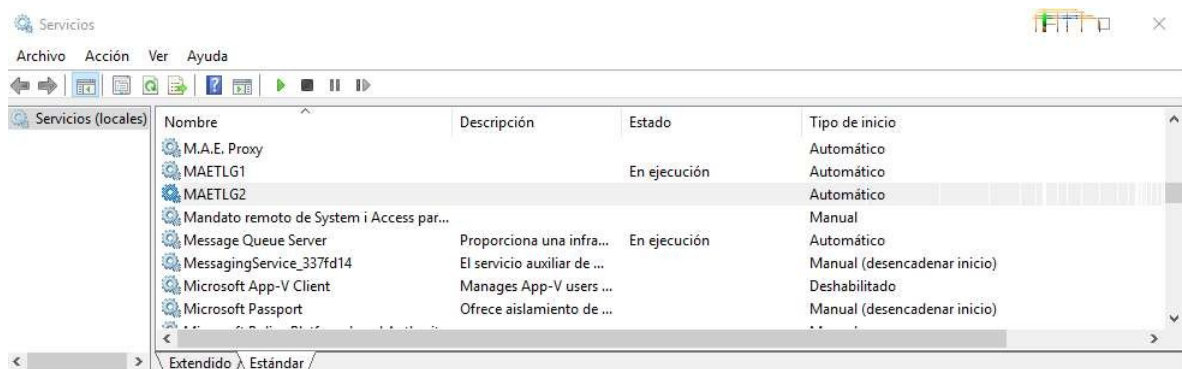 Servicios
Archivo Acción Ver Ayuda
Servicios (locales)
Nombre Descripción Estado Tipo de inicio
M.A.E. Proxy Automático
MAETLG1 En ejecución Automático
MAETLG2 Automático
Mandato remoto de System i Access par... Manual
Message Queue Server Proporciona una infra... En ejecución Automático
MessagingService_337fd14 El servicio auxiliar de ... Manual (desencadenar inicio)
Microsoft App-V Client Manages App-V users ... Deshabilitado
Microsoft Passport Ofrece aislamiento de ... Manual (desencadenar inicio)
Extendido Estándar